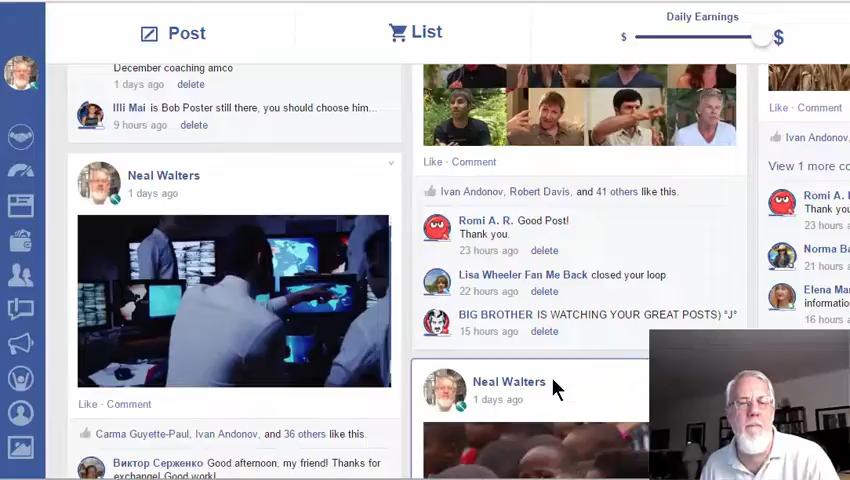 Post
List
Daily Earnings
$
$
December coaching amco
1 days ago delete
Illi Mai is Bob Poster still there, you should choose him...
9 hours ago delete
Neal Walters
1 days ago
Like · Comment
Carma Guyette-Paul, Ivan Andonov, and 36 others like this.
Виктор Серженко Good afternoon. my friend! Thanks for
exchange! Good work!
Like · Comment
Ivan Andonov, Robert Davis, and 41 others like this.
Romi A. R. Good Post!
Thank you.
23 hours ago delete
Lisa Wheeler Fan Me Back closed your loop
22 hours ago delete
BIG BROTHER IS WATCHING YOUR GREAT POSTS) °J°
15 hours ago delete
Neal Walters
1 days ago
Like · Comment
Ivan Andonov,
View 1 more co
Romi A.
Thank you
23 hours
Norma Ba
21 hours
Elena Mar
informatio
16 hours